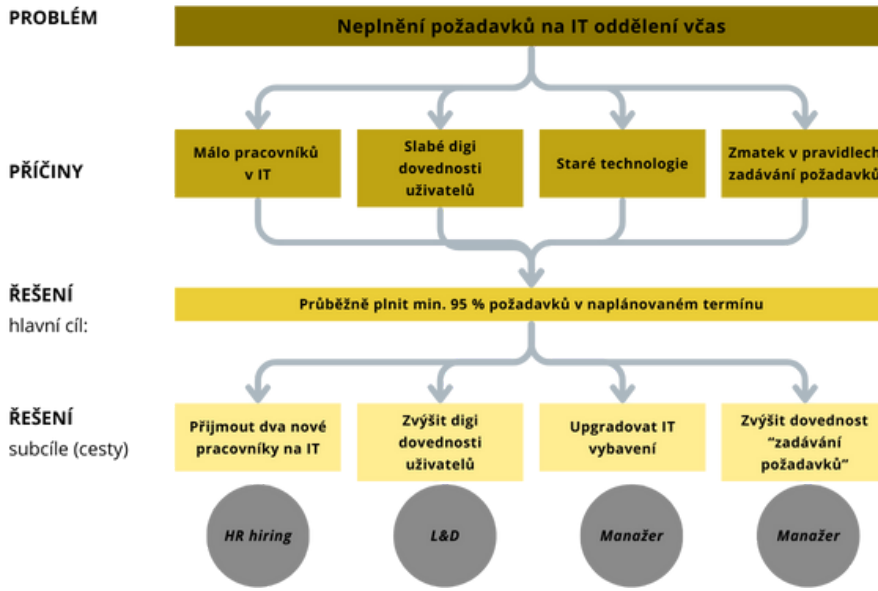 PROBLÉM
Neplnění požadavků na IT oddělení včas
PŘÍČINY
Málo pracovníků
v IT
Slabé digi
dovednosti
uživatelů
Staré technologie
Zmatek v pravidlech
zadávání požadavků
ŘEŠENÍ
hlavní cíl:
Průběžně plnit min. 95 % požadavků v naplánovaném termínu
ŘEŠENÍ
subcíle (cesty)
Přijmout dva nové
pracovníky na IT
Zvýšit digi
dovednosti
uživatelů
Upgradovat IT
vybavení
Zvýšit dovednost
“zadávání
požadavků”
HR hiring
L&D
Manažer
Manažer